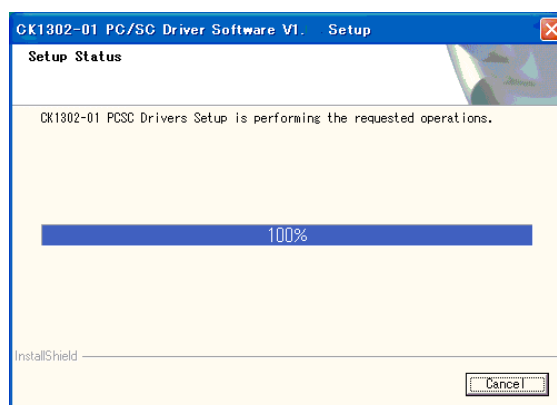 CK1302-01 PC/SC Driver Software V1. Setup
Setup Status
CK1302-01 PCSC Drivers Setup is performing the requested operations.
100%
InstallShield
Cancel